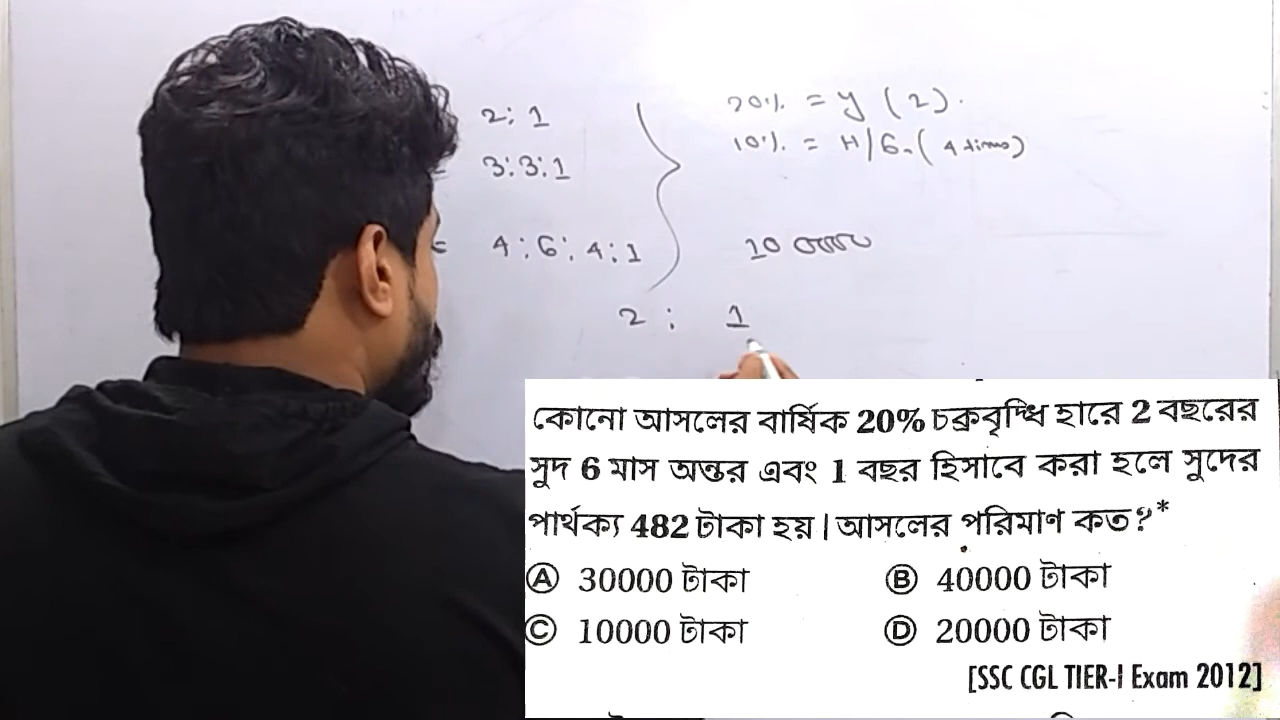 2 : 1
20% = y (2).
3 : 3 : 1
10% = H/6 (4 times)
= 4 : 6 : 4 : 1
10 0000
2 : 1
কোনো আসলের বার্ষিক 20% চক্রবৃদ্ধি হারে 2 বছরের
সুদ 6 মাস অন্তর এবং 1 বছর হিসাবে করা হলে সুদের
পার্থক্য 482 টাকা হয়। আসলের পরিমাণ কত?*
Ⓐ 30000 টাকা
Ⓑ 40000 টাকা
Ⓒ 10000 টাকা
Ⓓ 20000 টাকা
[SSC CGL TIER-I Exam 2012]